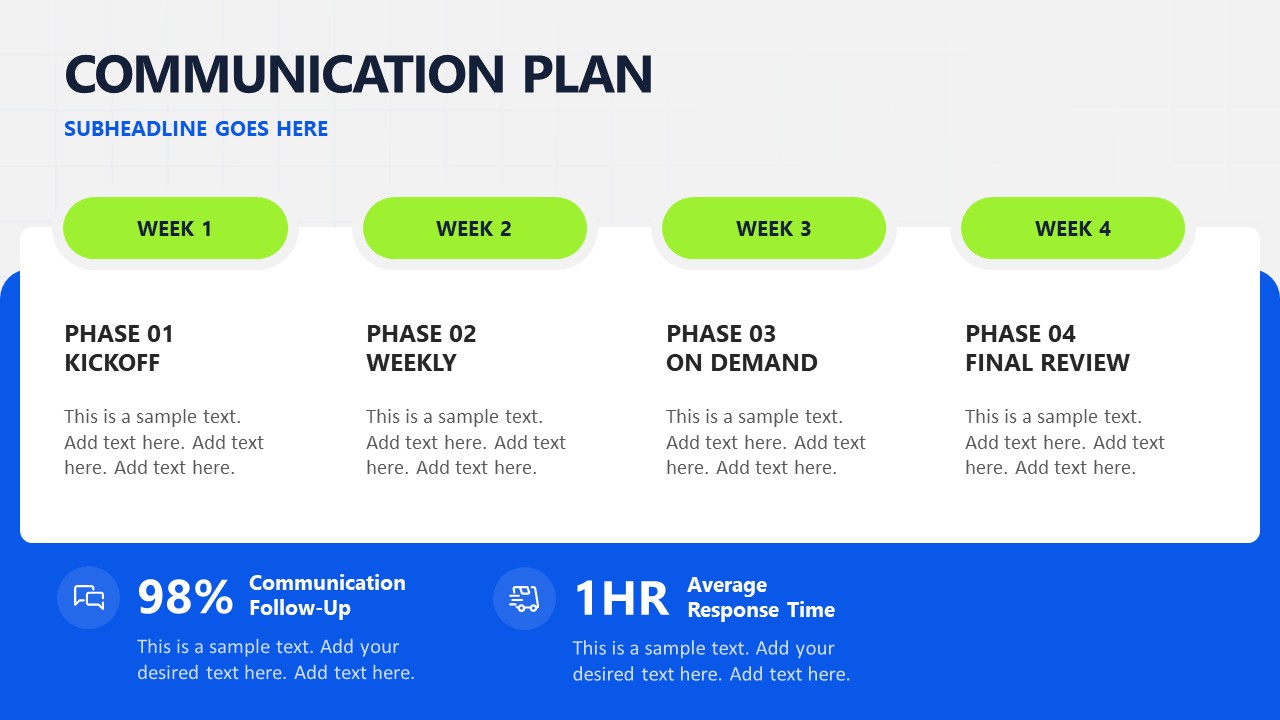 COMMUNICATION PLAN
SUBHEADLINE GOES HERE
WEEK 1
PHASE 01
KICKOFF
This is a sample text.
Add text here. Add text
here. Add text here.
WEEK 2
PHASE 02
WEEKLY
This is a sample text.
Add text here. Add text
here. Add text here.
WEEK 3
PHASE 03
ON DEMAND
This is a sample text.
Add text here. Add text
here. Add text here.
WEEK 4
PHASE 04
FINAL REVIEW
This is a sample text.
Add text here. Add text
here. Add text here.
98%
Communication
Follow-Up
This is a sample text. Add your
desired text here. Add text here.
1HR
Average
Response Time
This is a sample text. Add your
desired text here. Add text here.